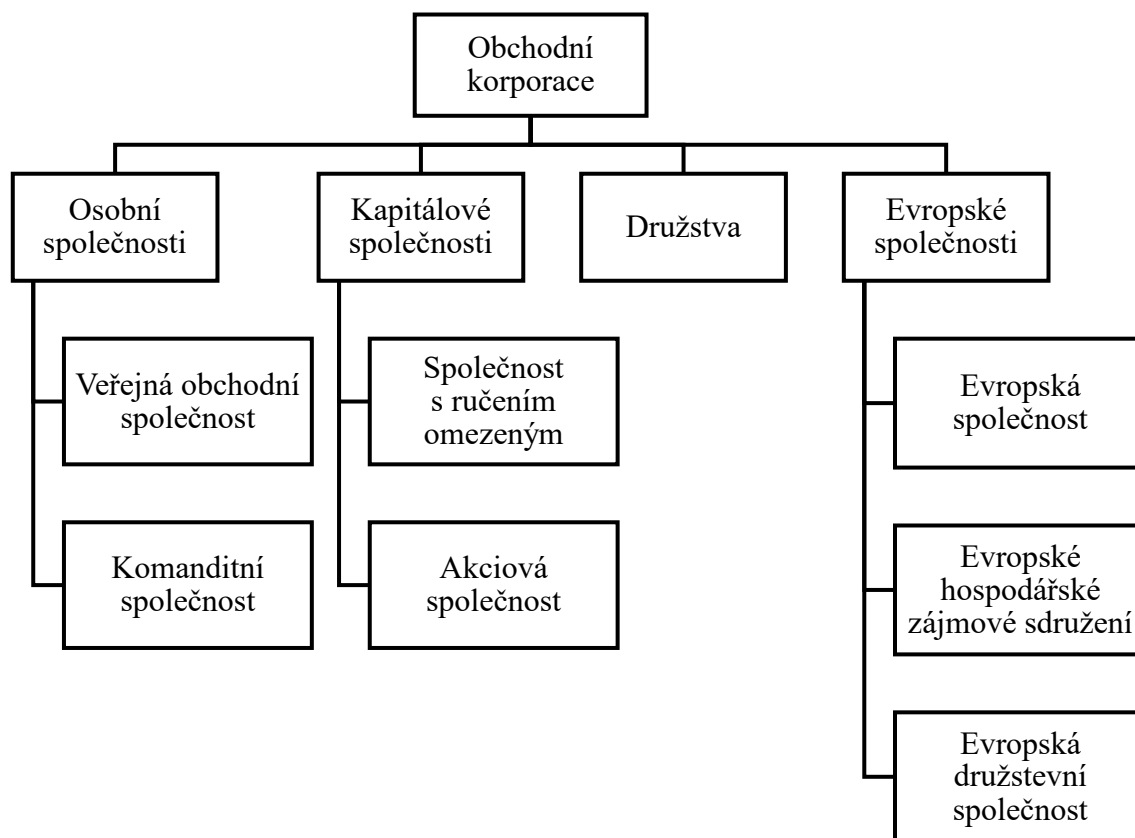 Obchodní
korporace
Osobní
společnosti
Kapitálové
společnosti
Družstva
Evropské
společnosti
Veřejná obchodní
společnost
Společnost
s ručením
omezeným
Evropská
společnost
Komanditní
společnost
Akciová
společnost
Evropské
hospodářské
zájmové sdružení
Evropská
družstevní
společnost